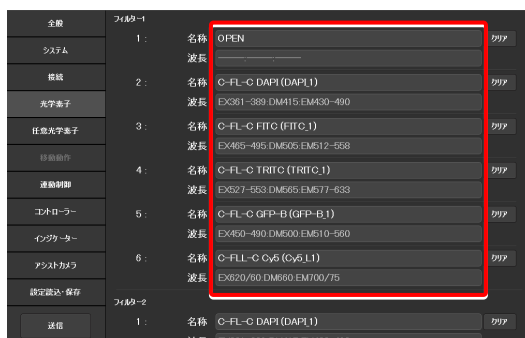 全般
システム
接続
光学素子
任意光学素子
移動動作
連動制御
コントローラー
インジケーター
アシストカメラ
設定読込・保存
送信
フィルター1
1 : 名称 OPEN クリア
波長 ----------,----------,----------
2 : 名称 C-FL-C DAPI (DAPI_1) クリア
波長 EX361-389:DM415:EM430-490
3 : 名称 C-FL-C FITC (FITC_1) クリア
波長 EX465-495:DM505:EM512-558
4 : 名称 C-FL-C TRITC (TRITC_1) クリア
波長 EX527-553:DM565:EM577-633
5 : 名称 C-FL-C GFP-B (GFP-B_1) クリア
波長 EX450-490:DM500:EM510-560
6 : 名称 C-FLL-C Cy5 (Cy5_L1) クリア
波長 EX620/60:DM660:EM700/75
フィルター2
1 : 名称 C-FL-C DAPI (DAPI_1) クリア